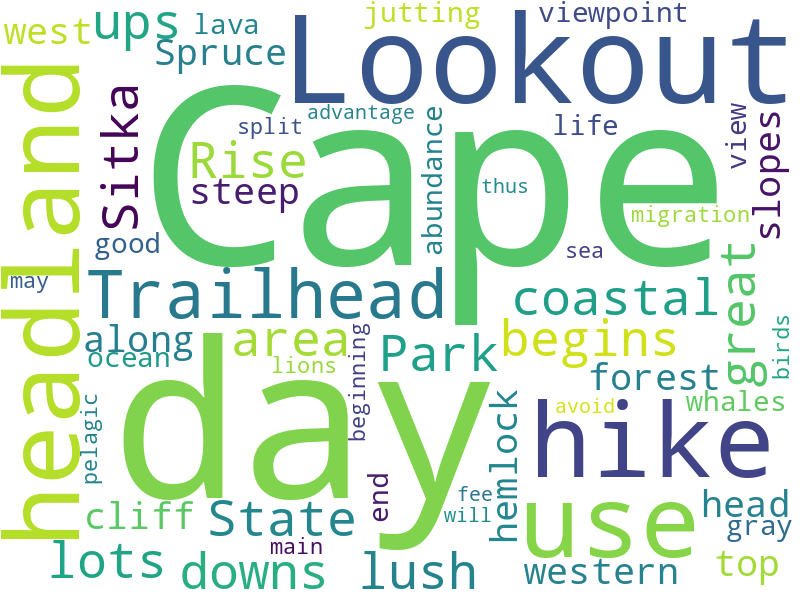 jutting
viewpoint
west
ups
lava
Lookout
Spruce
Cape
headland
Sitka
advantage
split
abundance
life
view
slopes
Rise
steep
thus
migration
good
sea
may
Trailhead
coastal
great
along
area
Park
begins
birds
ocean
lions
beginning
forest
day
pelagic
hemlock
avoid
whales
hike
cliff
State
end
fee
will
use
head
gray
main
lots
downs
lush
western
top